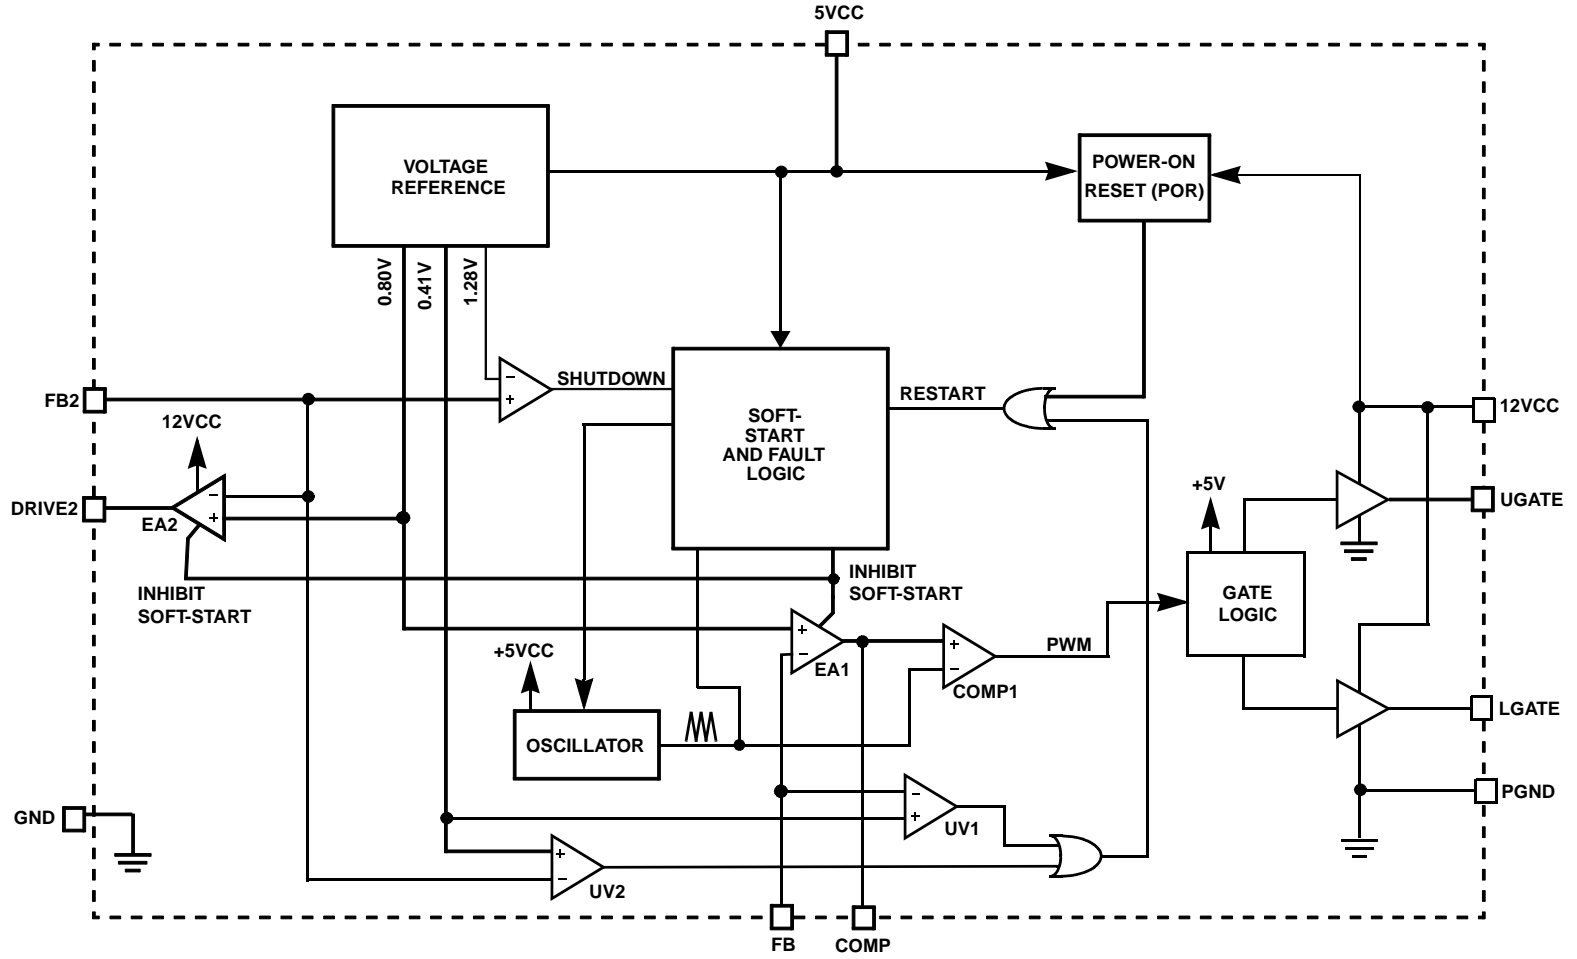 5VCC
VOLTAGE
REFERENCE
POWER-ON
RESET (POR)
0.80V
0.41V
1.28V
FB2
SHUTDOWN
-
+
SOFT-
START
AND FAULT
LOGIC
RESTART
12VCC
12VCC
DRIVE2
-
+
EA2
+5V
UGATE
INHIBIT
SOFT-START
INHIBIT
SOFT-START
GATE
LOGIC
+
-
EA1
+
-
COMP1
PWM
+5VCC
OSCILLATOR
LGATE
GND
PGND
-
+
UV1
+
-
UV2
FB
COMP